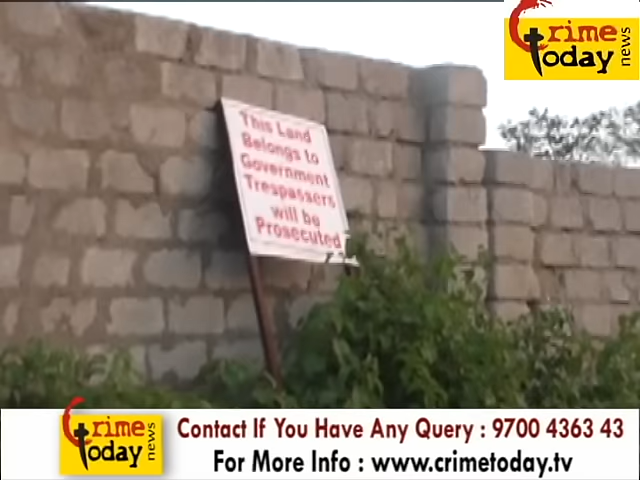 Crime
today
news
This Land
Belongs to
Government
Trespassers
will be
Prosecuted
Crime
today
news
Contact If You Have Any Query : 9700 4363 43
For More Info : www.crimetoday.tv